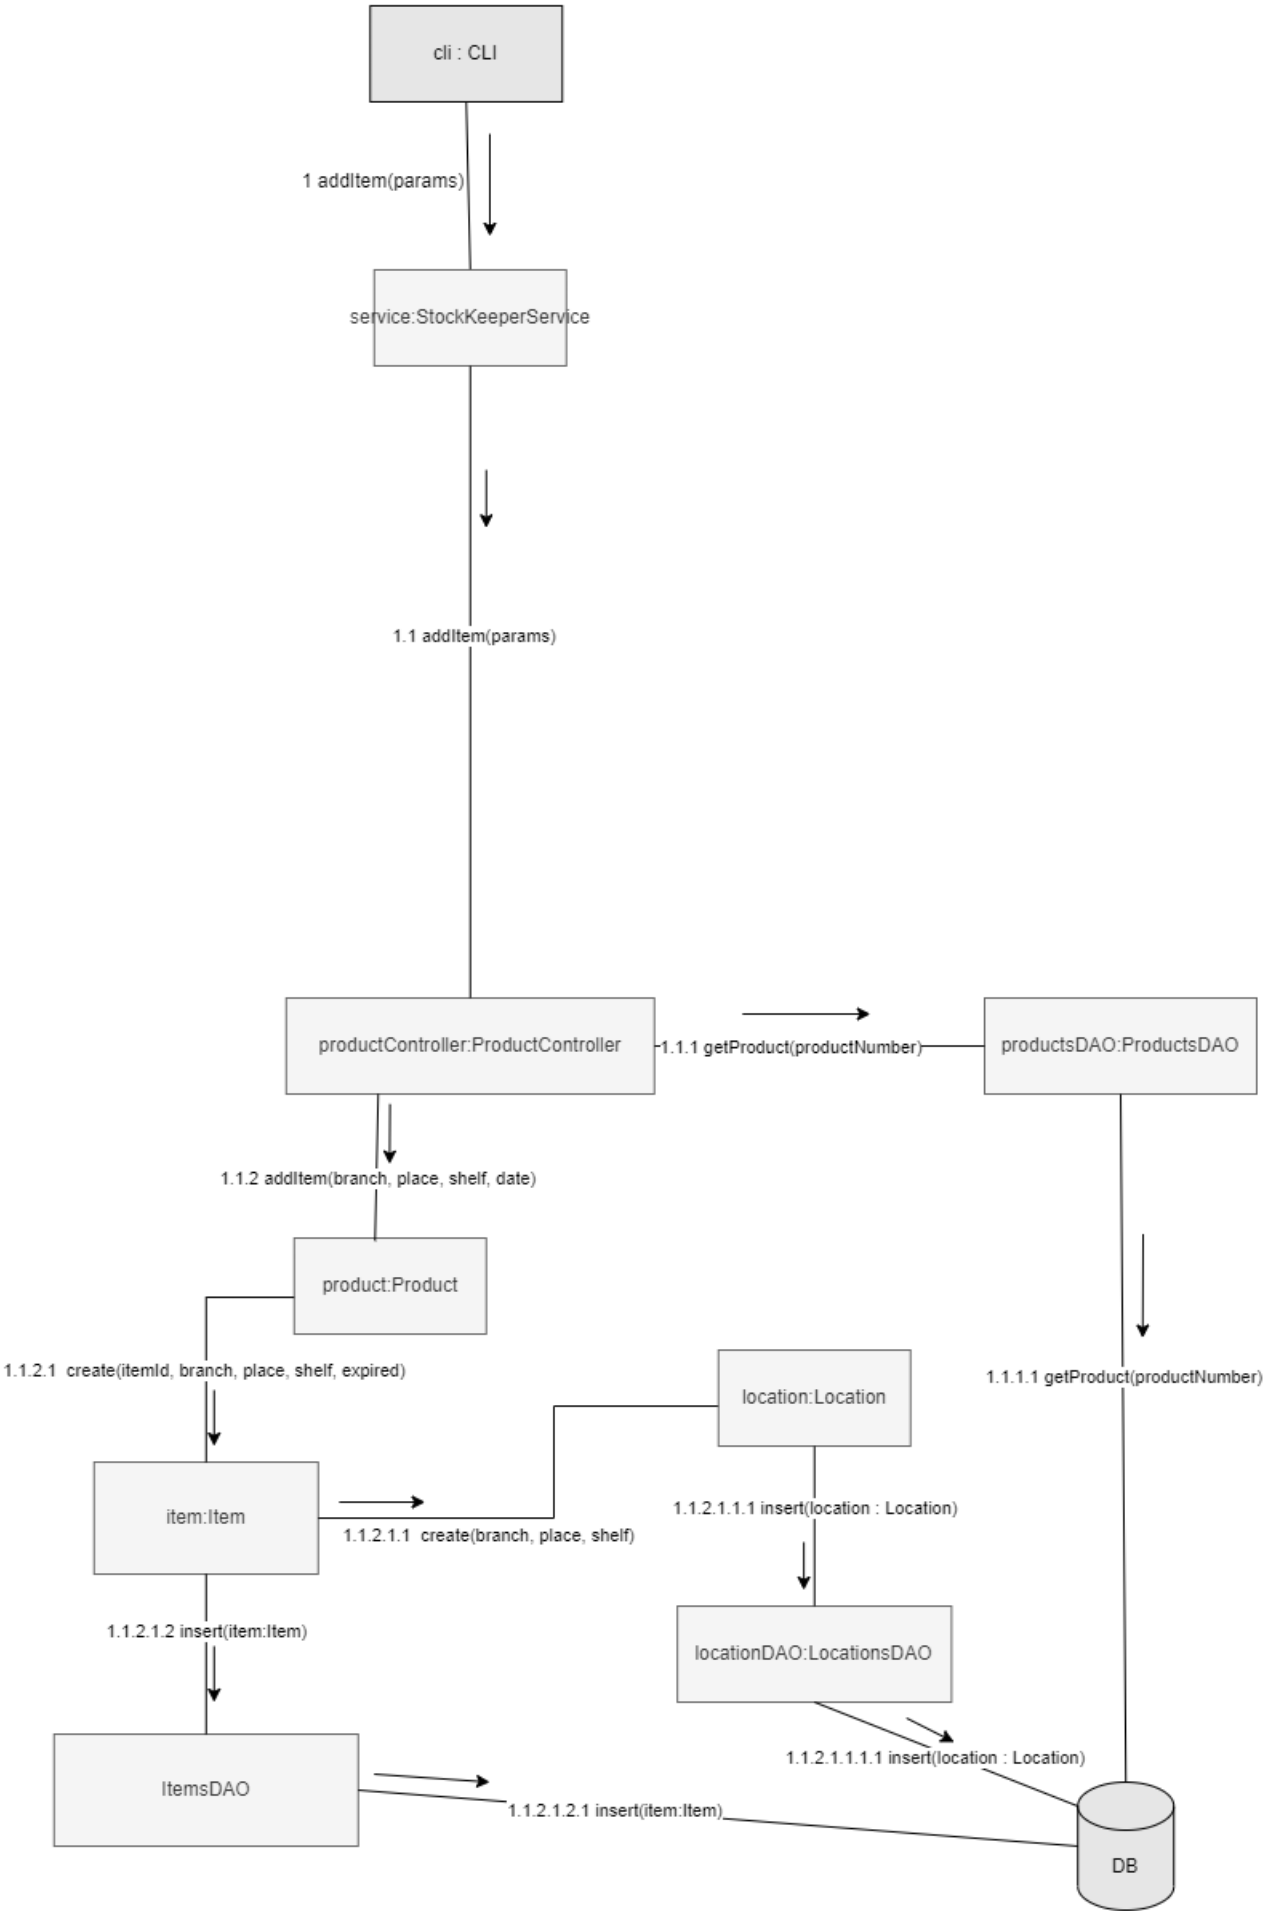 cli : CLI
1 addItem(params)
service:StockKeeperService
1.1 addItem(params)
productController:ProductController
1.1.1 getProduct(productNumber)
productsDAO:ProductsDAO
1.1.2 addItem(branch, place, shelf, date)
product:Product
1.1.2.1  create(itemId, branch, place, shelf, expired)
1.1.1.1 getProduct(productNumber)
location:Location
item:Item
1.1.2.1.1  create(branch, place, shelf)
1.1.2.1.1.1 insert(location : Location)
1.1.2.1.2 insert(item:Item)
locationDAO:LocationsDAO
1.1.2.1.1.1.1 insert(location : Location)
ItemsDAO
1.1.2.1.2.1 insert(item:Item)
DB